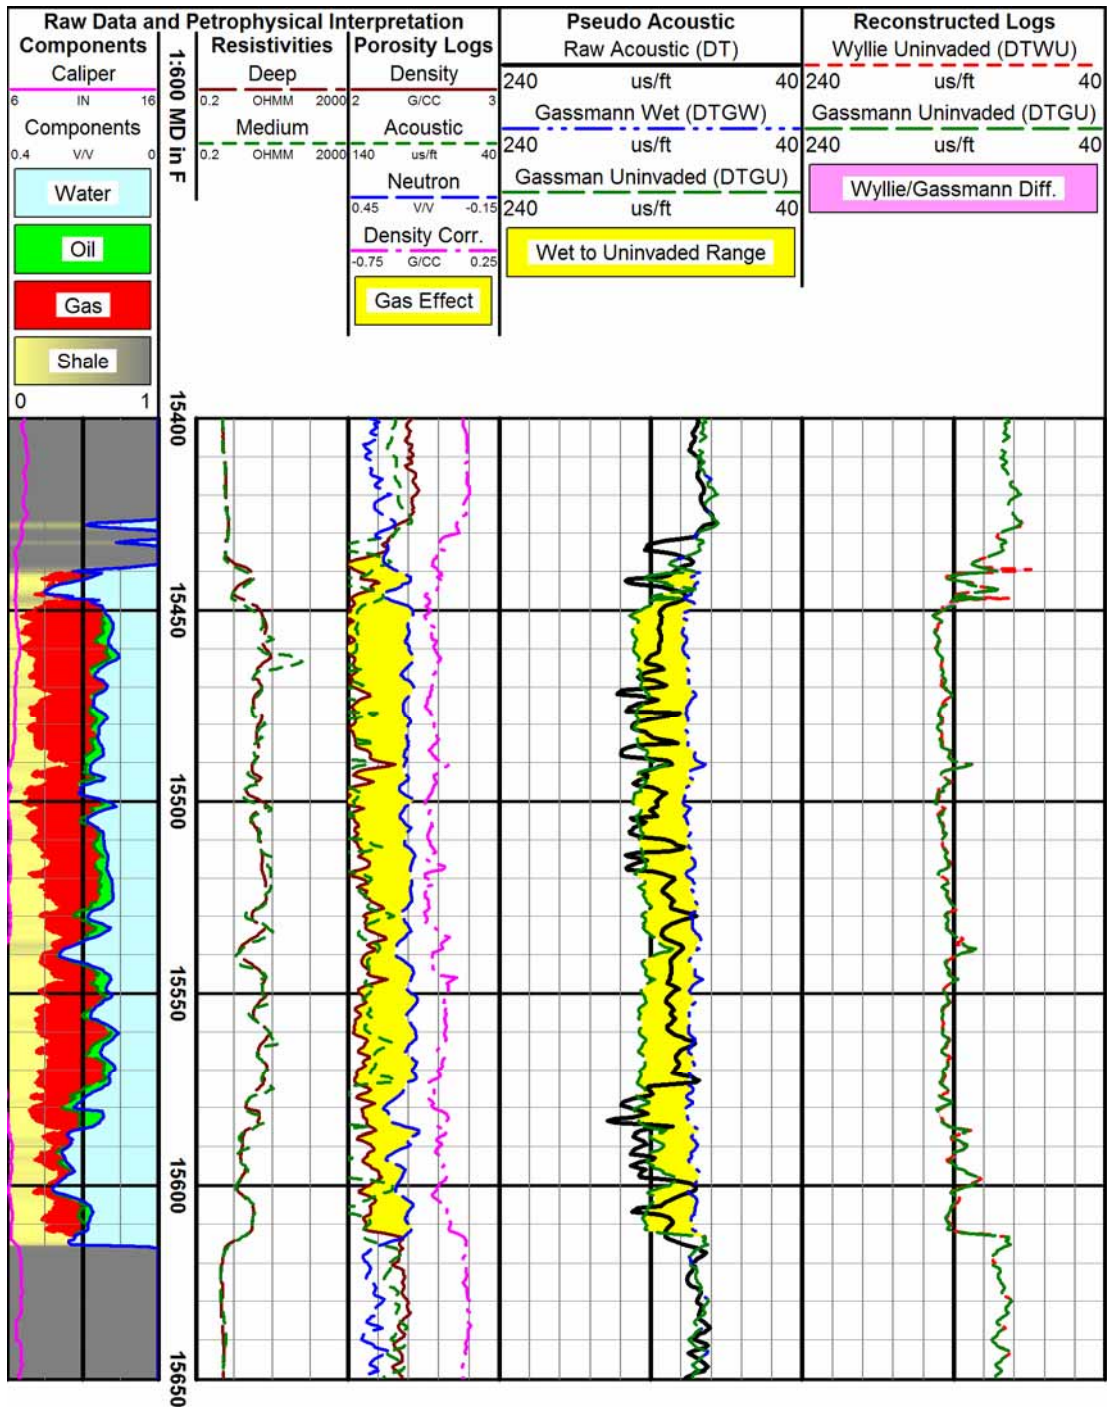 Raw Data and Petrophysical Interpretation
Components
Caliper
6 IN 16
Components
0.4 V/V 0
Water
Oil
Gas
Shale
0 1
1:600 MD in F
Resistivities
Deep
0.2 OHMM 2000
Medium
0.2 OHMM 2000
Porosity Logs
Density
2 G/CC 3
Acoustic
140 us/ft 40
Neutron
0.45 V/V -0.15
Density Corr.
-0.75 G/CC 0.25
Gas Effect
Pseudo Acoustic
Raw Acoustic (DT)
240 us/ft 40
Gassmann Wet (DTGW)
240 us/ft 40
Gassman Uninvaded (DTGU)
240 us/ft 40
Wet to Uninvaded Range
Reconstructed Logs
Wyllie Uninvaded (DTWU)
240 us/ft 40
Gassmann Uninvaded (DTGU)
240 us/ft 40
Wyllie/Gassmann Diff.
15400
15450
15500
15550
15600
15650